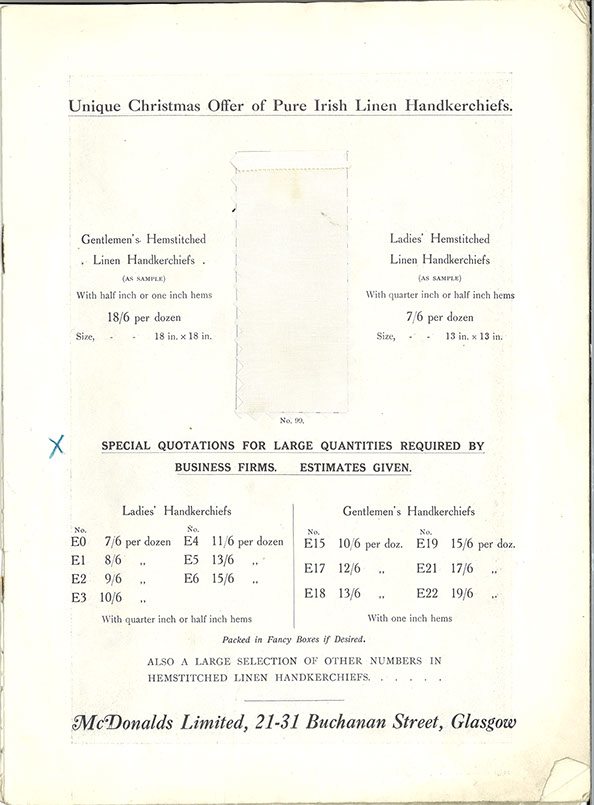 Unique Christmas Offer of Pure Irish Linen Handkerchiefs.
Gentlemen's Hemstitched
. Linen Handkerchiefs .
(AS SAMPLE)
With half inch or one inch hems
18/6 per dozen
Size, - - 18 in. x 18 in.
Ladies' Hemstitched
Linen Handkerchiefs
(AS SAMPLE)
With quarter inch or half inch hems
7/6 per dozen
Size, - - 13 in. x 13 in.
No. 99.
X
SPECIAL QUOTATIONS FOR LARGE QUANTITIES REQUIRED BY
BUSINESS FIRMS. ESTIMATES GIVEN.
Ladies' Handkerchiefs
No. No.
E0 7/6 per dozen E4 11/6 per dozen
E1 8/6 ,, E5 13/6 ,,
E2 9/6 ,, E6 15/6 ,,
E3 10/6 ,,
With quarter inch or half inch hems
Gentlemen's Handkerchiefs
No. No.
E15 10/6 per doz. E19 15/6 per doz.
E17 12/6 ,, E21 17/6 ,,
E18 13/6 ,, E22 19/6 ,,
With one inch hems
Packed in Fancy Boxes if Desired.
ALSO A LARGE SELECTION OF OTHER NUMBERS IN
HEMSTITCHED LINEN HANDKERCHIEFS. . . . . .
McDonalds Limited, 21-31 Buchanan Street, Glasgow